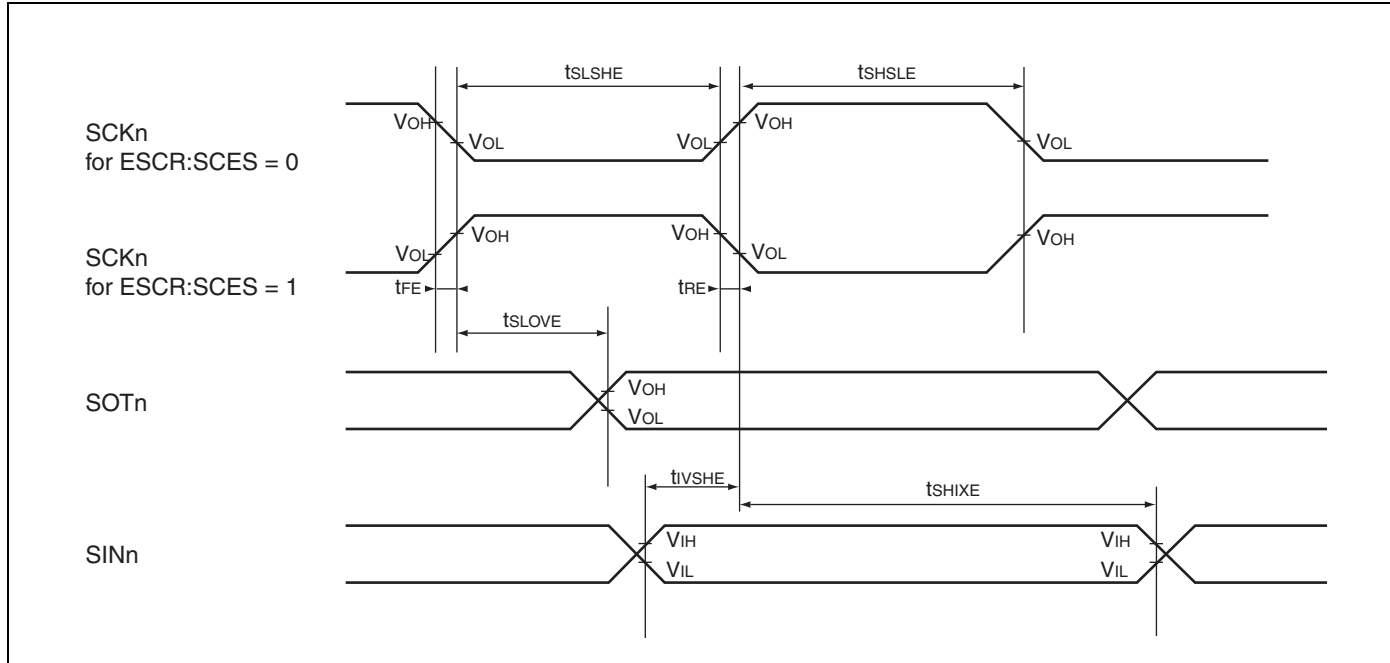 tSLSHE
tSHSLE
SCKn
for ESCR:SCES = 0
VOH
VOL
VOL
VOH
VOL
SCKn
for ESCR:SCES = 1
VOL
VOH
VOH
VOL
VOH
tFE
tRE
tSLOVE
SOTn
VOH
VOL
tIVSHE
tSHIXE
SINn
VIH
VIL
VIH
VIL